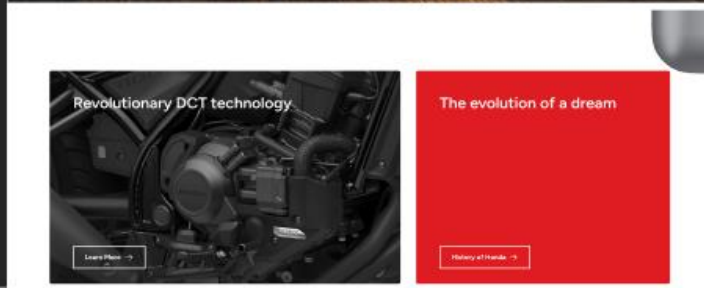 Revolutionary DCT technology
The evolution of a dream
Learn More →
History of Honda →